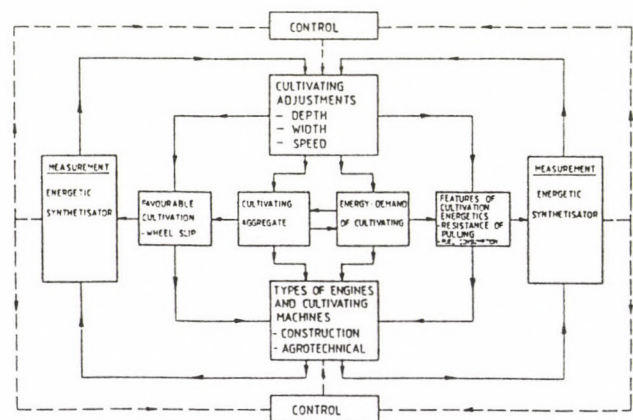 CONTROL
CULTIVATING
ADJUSTMENTS
- DEPTH
- WIDTH
- SPEED
MEASUREMENT
ENERGETIC
SYNTHETISATOR
FAVOURABLE
CULTIVATION
- WHEEL SLIP
CULTIVATING
AGGREGATE
ENERGY-DEMAND
OF CULTIVATING
FEATURES OF
CULTIVATION
ENERGETICS
- RESISTANCE OF
PULLING
CONSUMPTION
MEASUREMENT
ENERGETIC
SYNTHETISATOR
TYPES OF ENGINES
AND CULTIVATING
MACHINES
- CONSTRUCTION
- AGROTECHNICAL
CONTROL